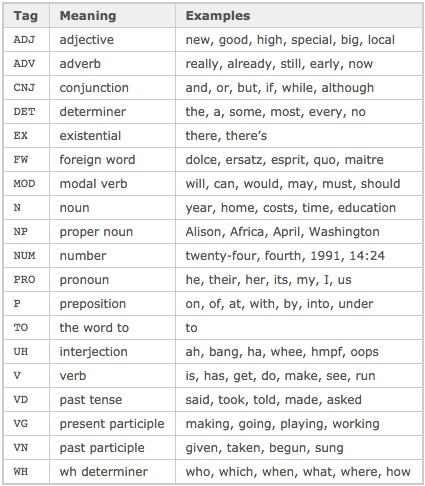 Tag Meaning Examples
ADJ adjective new, good, high, special, big, local
ADV adverb really, already, still, early, now
CNJ conjunction and, or, but, if, while, although
DET determiner the, a, some, most, every, no
EX existential there, there's
FW foreign word dolce, ersatz, esprit, quo, maitre
MOD modal verb will, can, would, may, must, should
N noun year, home, costs, time, education
NP proper noun Alison, Africa, April, Washington
NUM number twenty-four, fourth, 1991, 14:24
PRO pronoun he, their, her, its, my, I, us
P preposition on, of, at, with, by, into, under
TO the word to to
UH interjection ah, bang, ha, whee, hmpf, oops
V verb is, has, get, do, make, see, run
VD past tense said, took, told, made, asked
VG present participle making, going, playing, working
VN past participle given, taken, begun, sung
WH wh determiner who, which, when, what, where, how